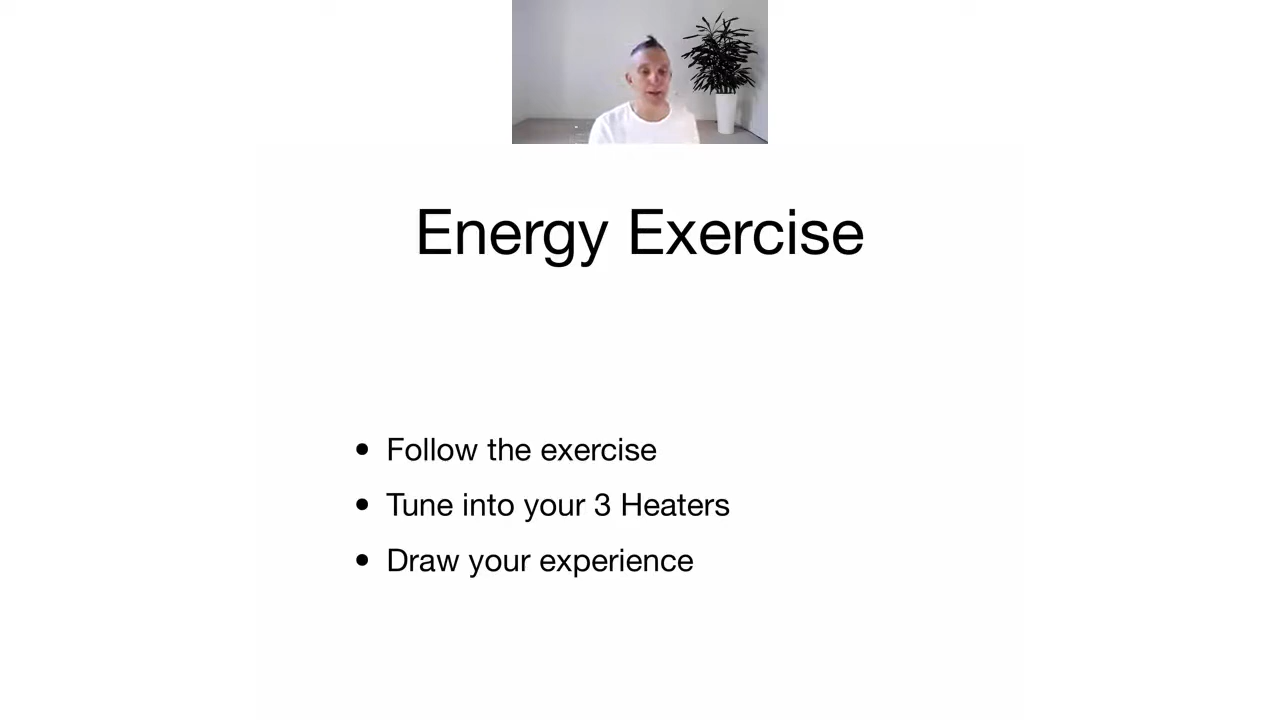 Energy Exercise
• Follow the exercise
• Tune into your 3 Heaters
• Draw your experience